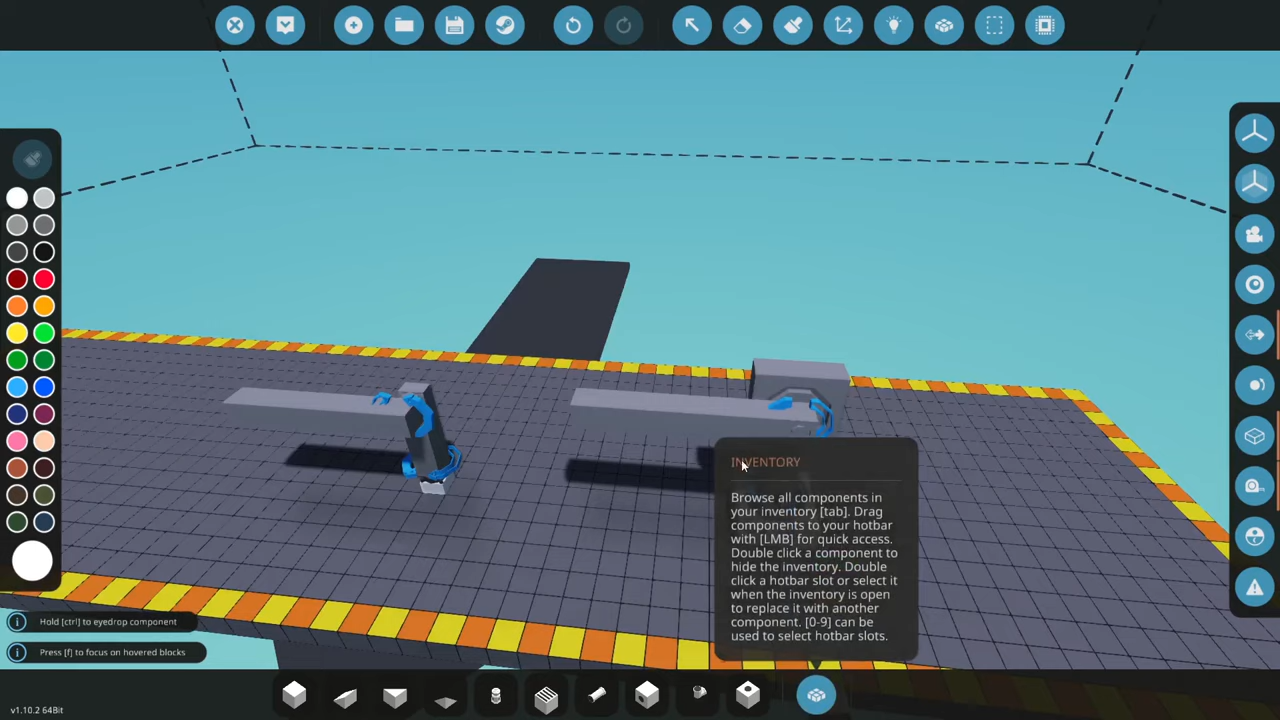 INVENTORY
Browse all components in
your inventory [tab]. Drag
components to your hotbar
with [LMB] for quick access.
Double click a component to
hide the inventory. Double
click a hotbar slot or select it
when the inventory is open
to replace it with another
component. [0-9] can be
used to select hotbar slots.
Hold [ctrl] to eyedrop component
Press [f] to focus on hovered blocks
v1.10.2 64Bit